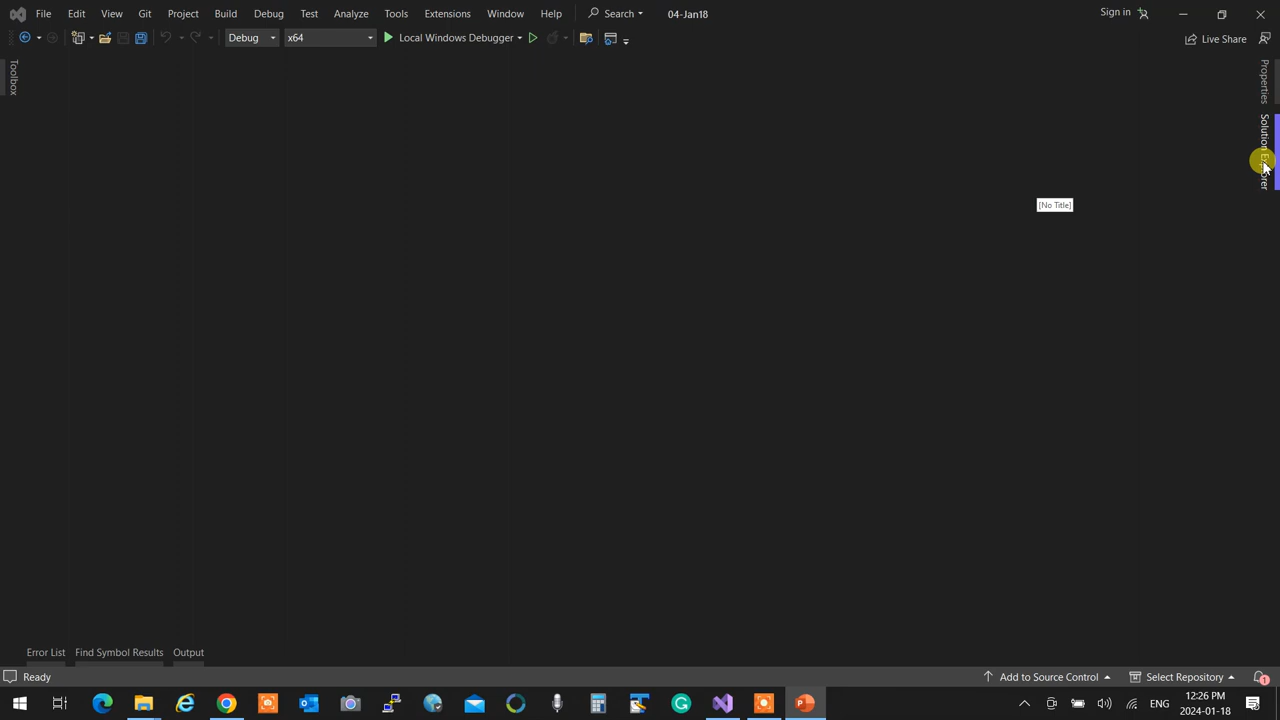 File Edit View Git Project Build Debug Test Analyze Tools Extensions Window Help Search 04-Jan18 Sign in
Debug x64 Local Windows Debugger Live Share
Toolbox
Properties
Solution Explorer
[No Title]
Error List Find Symbol Results Output
Ready Add to Source Control Select Repository 1
12:26 PM
ENG
2024-01-18